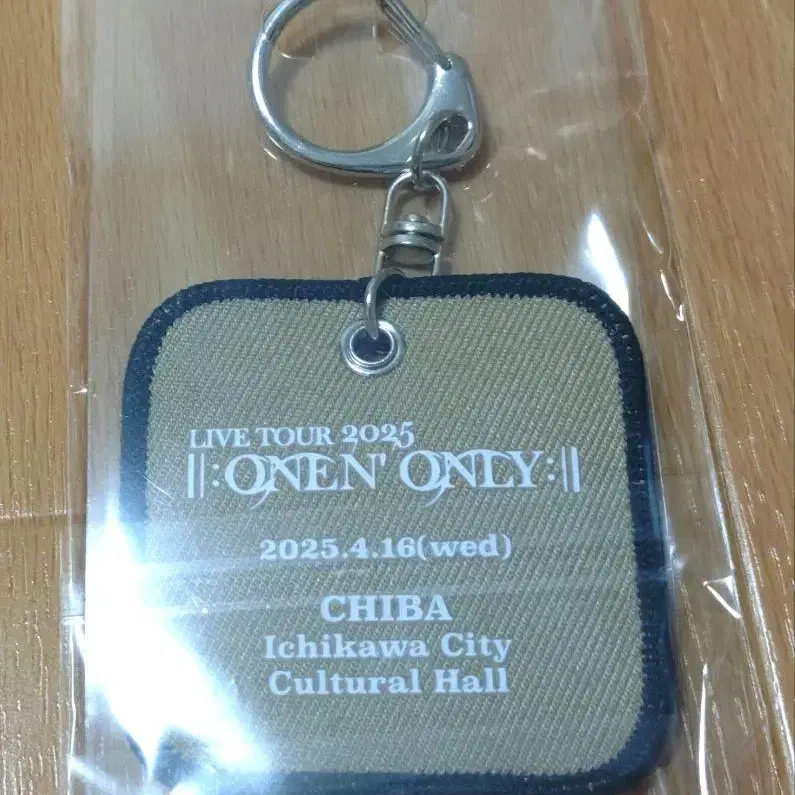 LIVE TOUR 2025
||:ONEN' ONLY:||
2025.4.16(wed)
CHIBA
Ichikawa City
Cultural Hall